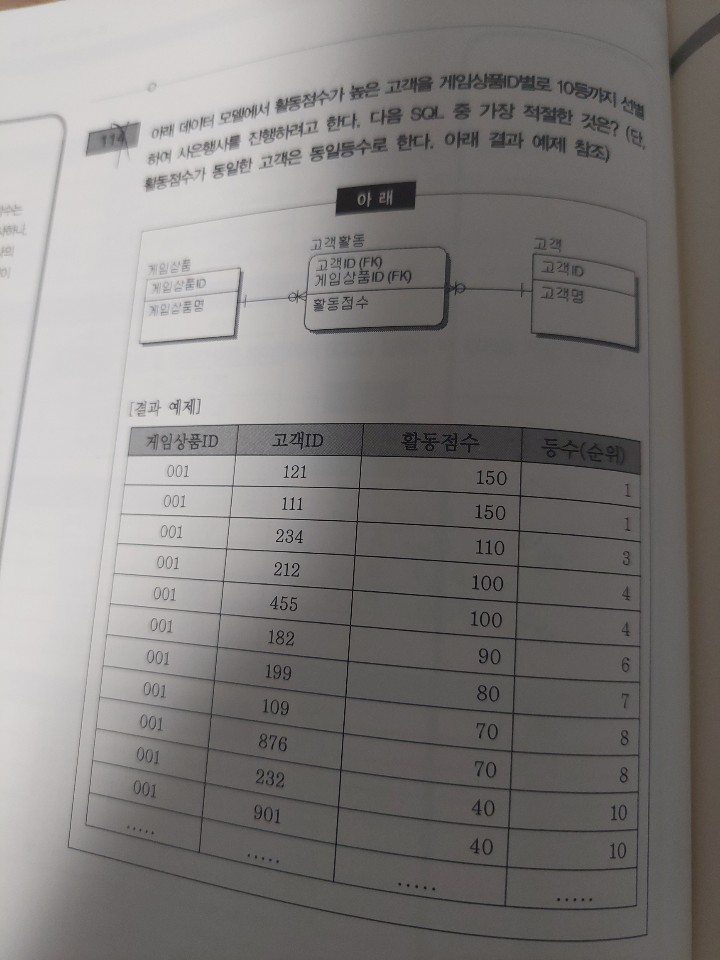 114
아래 데이터 모델에서 활동점수가 높은 고객을 게임상품ID별로 10등까지 선별
하여 사은행사를 진행하려고 한다. 다음 SQL 중 가장 적절한 것은? (단,
활동점수가 동일한 고객은 동일등수로 한다. 아래 결과 예제 참조)
아 래
게임상품
게임상품ID
게임상품명
고객활동
고객ID (FK)
게임상품ID (FK)
활동점수
고객
고객ID
고객명
[결과 예제]
게임상품ID 고객ID 활동점수 등수(순위)
001 121 150 1
001 111 150 1
001 234 110 3
001 212 100 4
001 455 100 4
001 182 90 6
001 199 80 7
001 109 70 8
001 876 70 8
001 232 40 10
001 901 40 10
..... ..... ..... .....